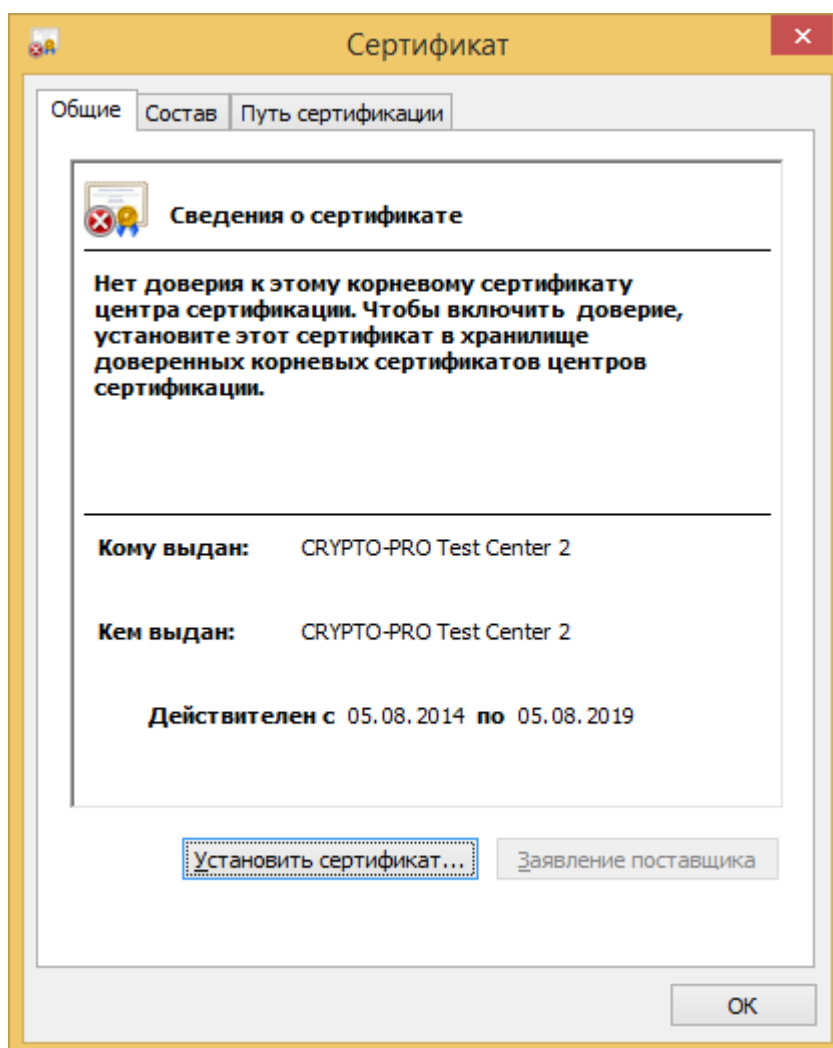 Сертификат
Общие Состав Путь сертификации
Сведения о сертификате
Нет доверия к этому корневому сертификату
центра сертификации. Чтобы включить доверие,
установите этот сертификат в хранилище
доверенных корневых сертификатов центров
сертификации.
Кому выдан: CRYPTO-PRO Test Center 2
Кем выдан: CRYPTO-PRO Test Center 2
Действителен с 05.08.2014 по 05.08.2019
Установить сертификат... Заявление поставщика
ОК